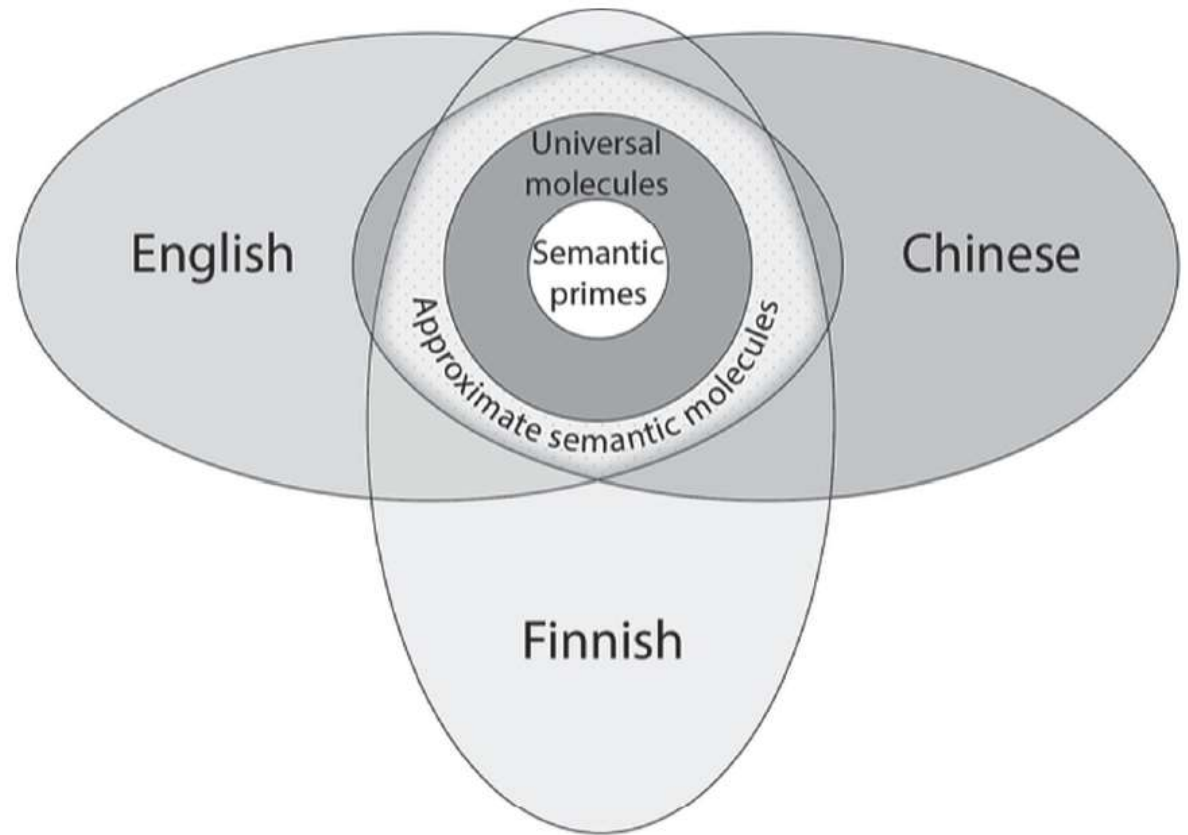 Universal
molecules
English
Semantic
primes
Chinese
Approximate semantic molecules
Finnish